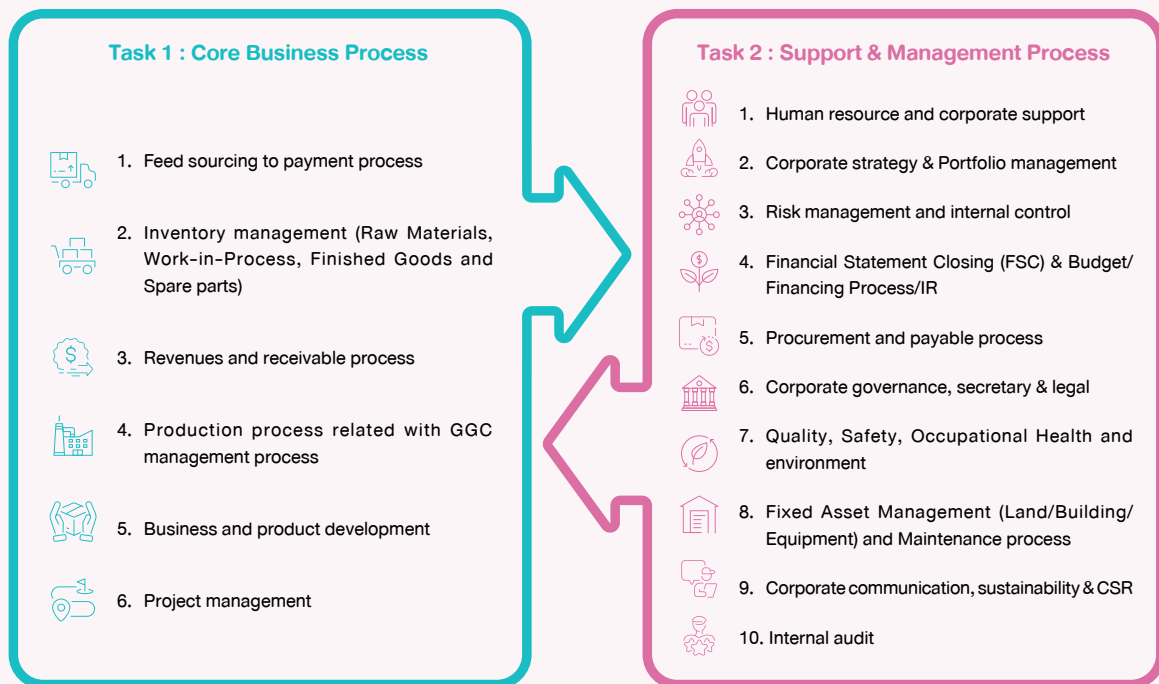 Task 1 : Core Business Process
1. Feed sourcing to payment process
2. Inventory management (Raw Materials,
Work-in-Process, Finished Goods and
Spare parts)
3. Revenues and receivable process
4. Production process related with GGC
management process
5. Business and product development
6. Project management
Task 2 : Support & Management Process
1. Human resource and corporate support
2. Corporate strategy & Portfolio management
3. Risk management and internal control
4. Financial Statement Closing (FSC) & Budget/
Financing Process/IR
5. Procurement and payable process
6. Corporate governance, secretary & legal
7. Quality, Safety, Occupational Health and
environment
8. Fixed Asset Management (Land/Building/
Equipment) and Maintenance process
9. Corporate communication, sustainability & CSR
10. Internal audit